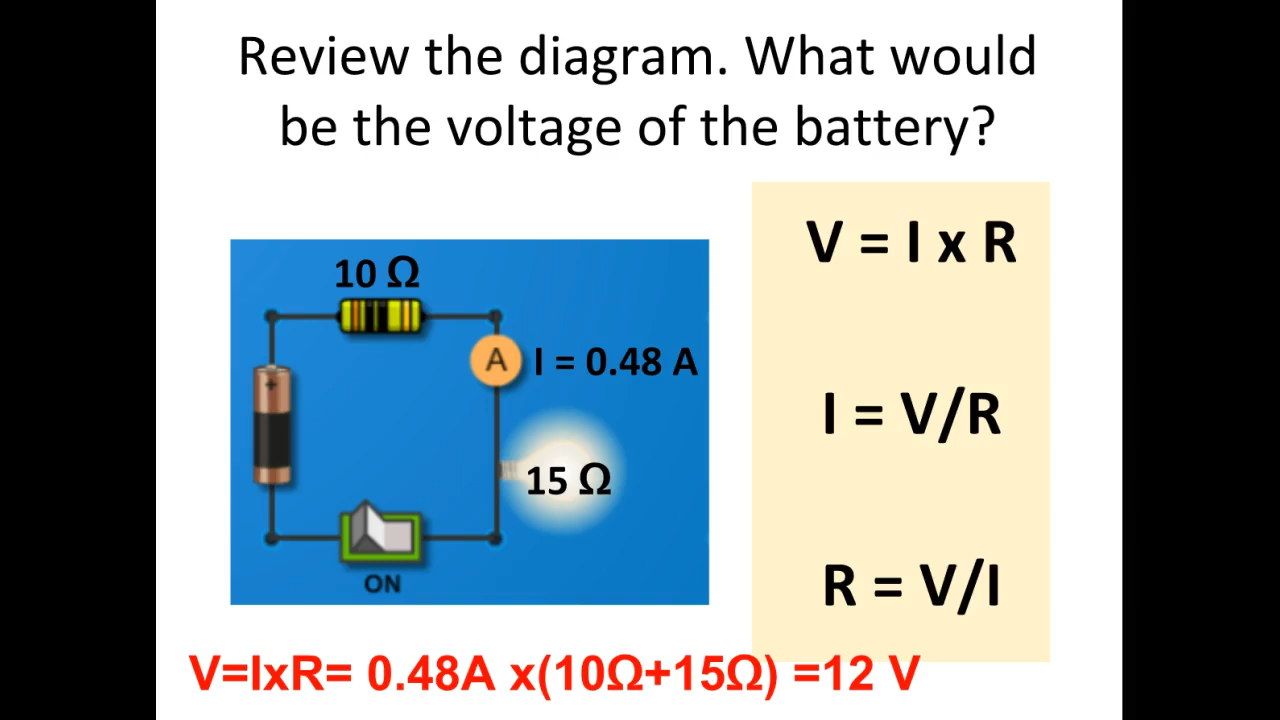 Review the diagram. What would
be the voltage of the battery?
10 Ω
+
A
I = 0.48 A
15 Ω
ON
V = I x R
I = V/R
R = V/I
V=IxR= 0.48A x(10Ω+15Ω) =12 V